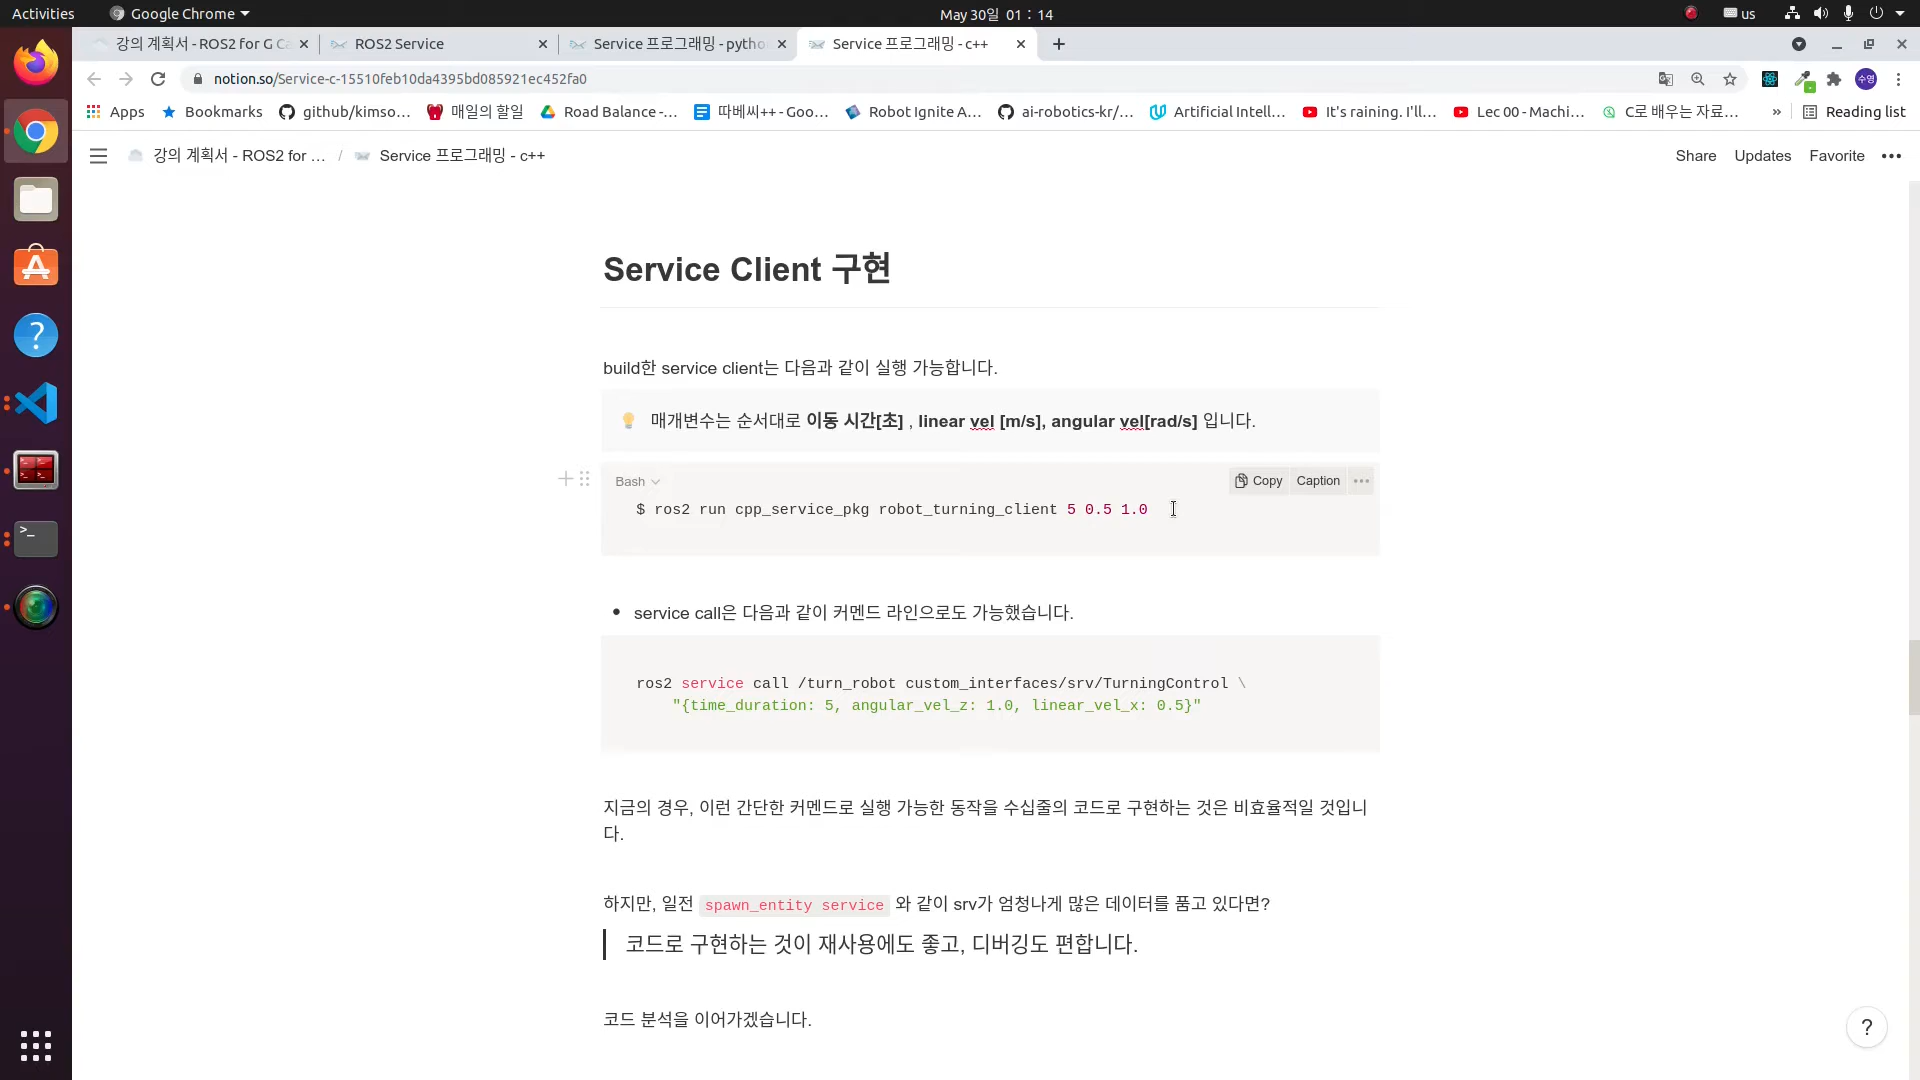 Activities
Google Chrome
May 30일 01 : 14
us
강의 계획서 - ROS2 for G Ca
ROS2 Service
Service 프로그래밍 - pytho
Service 프로그래밍 - c++
notion.so/Service-c-15510feb10da4395bd085921ec452fa0
수영
Apps
Bookmarks
github/kimso...
매일의 할일
Road Balance -...
따베씨++ - Goo...
Robot Ignite A...
ai-robotics-kr/...
Artificial Intell...
It's raining. I'll...
Lec 00 - Machi...
C로 배우는 자료...
»
Reading list
강의 계획서 - ROS2 for ... / Service 프로그래밍 - c++
Share
Updates
Favorite
Service Client 구현
build한 service client는 다음과 같이 실행 가능합니다.
매개변수는 순서대로 이동 시간[초] , linear vel [m/s], angular vel[rad/s] 입니다.
Bash
Copy
Caption
$ ros2 run cpp_service_pkg robot_turning_client 5 0.5 1.0
• service call은 다음과 같이 커멘드 라인으로도 가능했습니다.
ros2 service call /turn_robot custom_interfaces/srv/TurningControl \
"{time_duration: 5, angular_vel_z: 1.0, linear_vel_x: 0.5}"
지금의 경우, 이런 간단한 커멘드로 실행 가능한 동작을 수십줄의 코드로 구현하는 것은 비효율적일 것입니
다.
하지만, 일전 spawn_entity service 와 같이 srv가 엄청나게 많은 데이터를 품고 있다면?
코드로 구현하는 것이 재사용에도 좋고, 디버깅도 편합니다.
코드 분석을 이어가겠습니다.
?